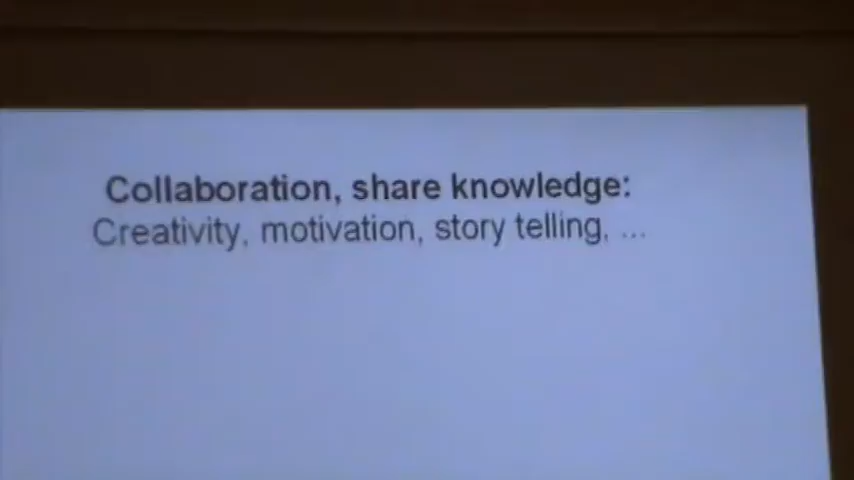 Collaboration, share knowledge:
Creativity, motivation, story telling, ...